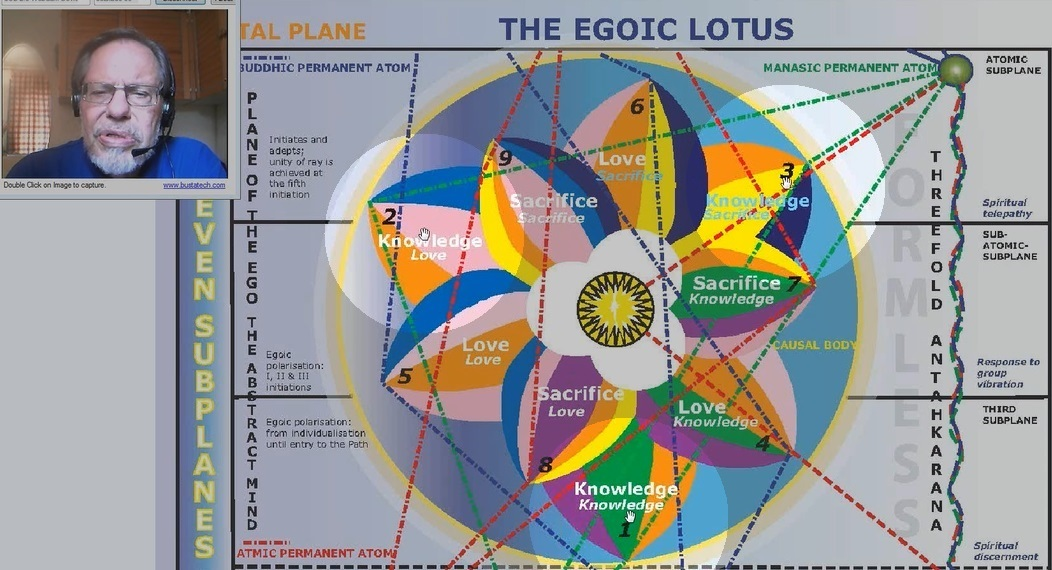 TAL PLANE
THE EGOIC LOTUS
BUDDHIC PERMANENT ATOM
MANASIC PERMANENT ATOM
ATOMIC
SUBPLANE
Double Click on Image to capture.
www.bustatech.com
PLANE OF THE EGO THE ABSTRACT MIND
EVEN SUBPLANES
Initiates and
adepts;
unity of ray is
achieved at
the fifth
initiation
Egoic
polarisation:
I, II & III
initiations
Egoic polarisation:
from individualisation
until entry to the Path
ATMIC PERMANENT ATOM
6
Love
Sacrifice
9
Sacrifice
Sacrifice
3
Knowledge
Sacrifice
2
Knowledge
Love
Sacrifice
7
Knowledge
CAUSAL BODY
Love
Love
5
Sacrifice
Love
8
Love
Knowledge
4
Knowledge
Knowledge
1
FORMLESS
THREEFOLD ANTAHKARANA
Spiritual
telepathy
SUB-
ATOMIC-
SUBPLANE
Response to
group
vibration
THIRD
SUBPLANE
Spiritual
discernment